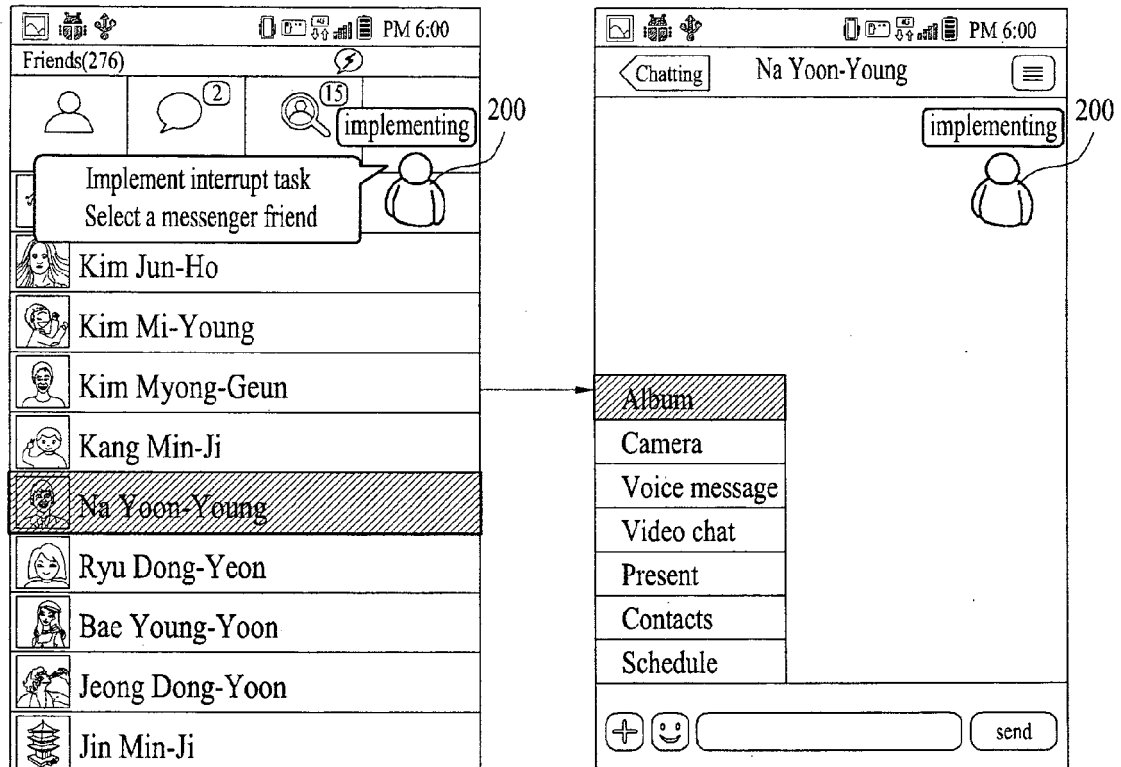 PM 6:00
Friends(276)
2
15
implementing
200
Implement interrupt task
Select a messenger friend
Kim Jun-Ho
Kim Mi-Young
Kim Myong-Geun
Kang Min-Ji
Na Yoon-Young
Ryu Dong-Yeon
Bae Young-Yoon
Jeong Dong-Yoon
Jin Min-Ji
PM 6:00
Chatting
Na Yoon-Young
implementing
200
Album
Camera
Voice message
Video chat
Present
Contacts
Schedule
send